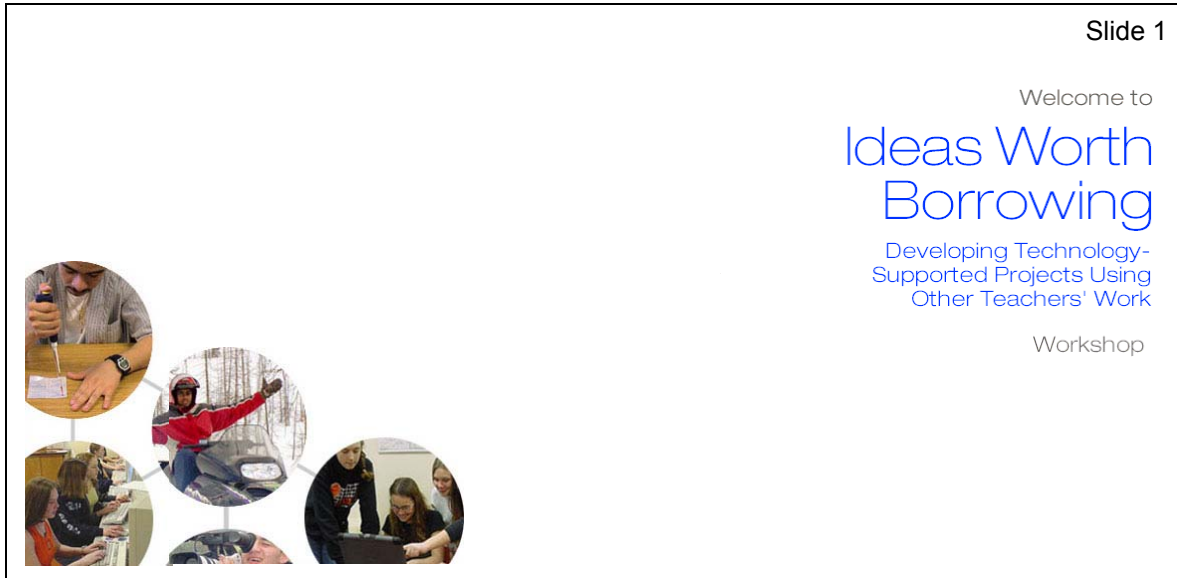 Slide 1
Welcome to
Ideas Worth
Borrowing
Developing Technology-
Supported Projects Using
Other Teachers' Work
Workshop